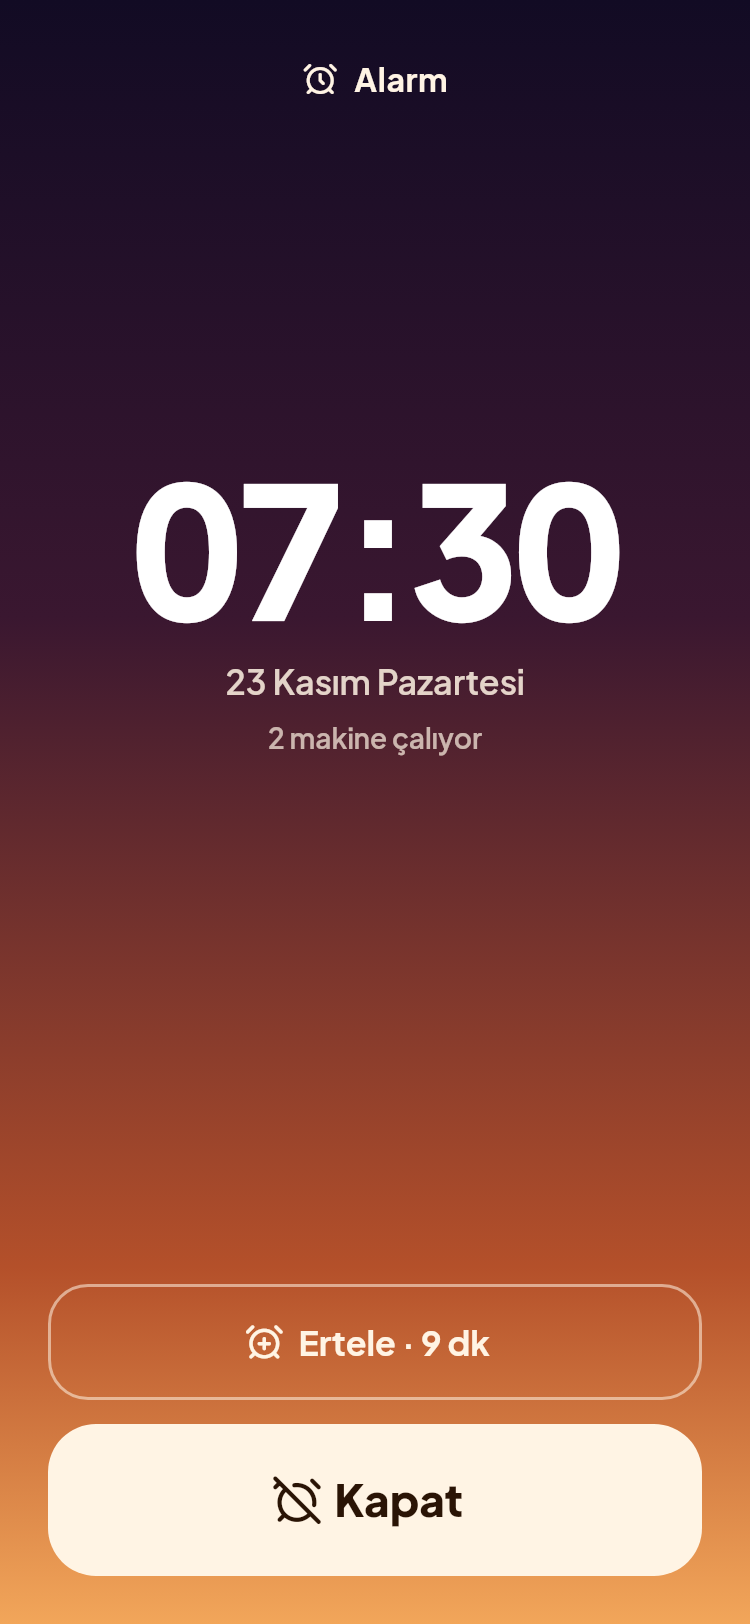 Alarm
07:30
23 Kasım Pazartesi
2 makine çalıyor
Ertele · 9 dk
Kapat